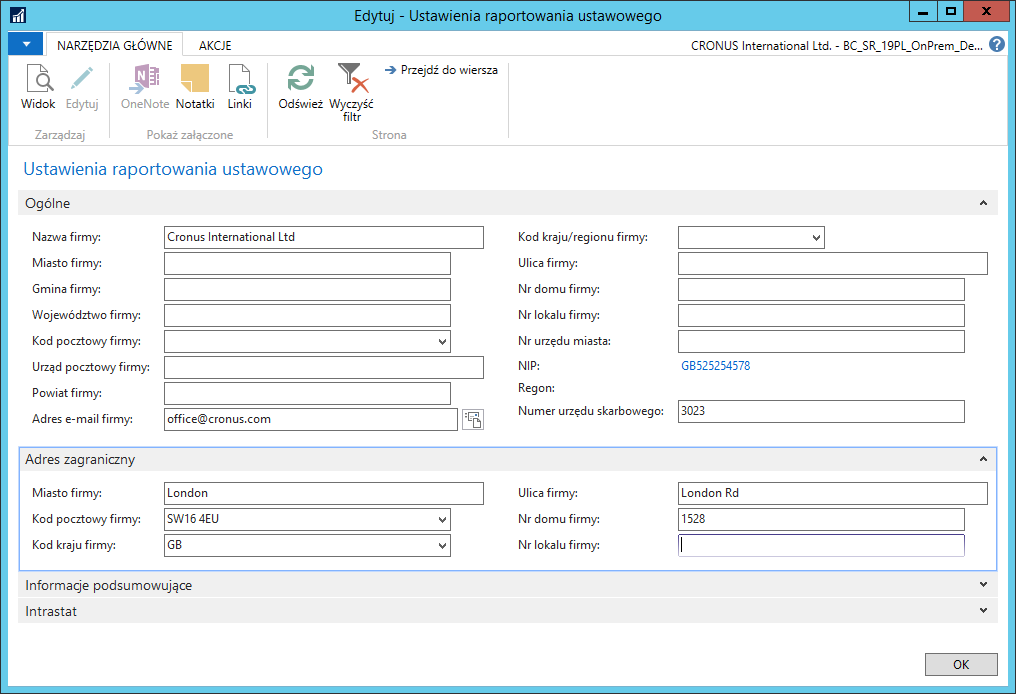 Edytuj - Ustawienia raportowania ustawowego
NARZĘDZIA GŁÓWNE
AKCJE
CRONUS International Ltd. - BC_SR_19PL_OnPrem_De...
Widok
Edytuj
OneNote
Notatki
Linki
Odśwież
Wyczyść
filtr
Przejdź do wiersza
Zarządzaj
Pokaż załączone
Strona
Ustawienia raportowania ustawowego
Ogólne
Nazwa firmy: Cronus International Ltd
Miasto firmy:
Gmina firmy:
Województwo firmy:
Kod pocztowy firmy:
Urząd pocztowy firmy:
Powiat firmy:
Adres e-mail firmy: office@cronus.com
Kod kraju/regionu firmy:
Ulica firmy:
Nr domu firmy:
Nr lokalu firmy:
Nr urzędu miasta:
NIP: GB525254578
Regon:
Numer urzędu skarbowego: 3023
Adres zagraniczny
Miasto firmy: London
Kod pocztowy firmy: SW16 4EU
Kod kraju firmy: GB
Ulica firmy: London Rd
Nr domu firmy: 1528
Nr lokalu firmy:
Informacje podsumowujące
Intrastat
OK